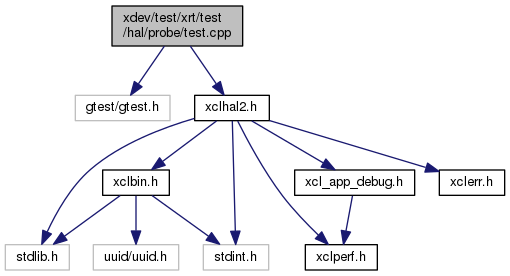 xdev/test/xrt/test
/hal/probe/test.cpp
gtest/gtest.h
xclhal2.h
xclbin.h
xcl_app_debug.h
xclerr.h
stdlib.h
uuid/uuid.h
stdint.h
xclperf.h